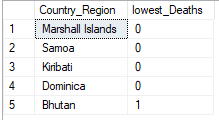 Country_Region lowest_Deaths
1 Marshall Islands 0
2 Samoa 0
3 Kiribati 0
4 Dominica 0
5 Bhutan 1